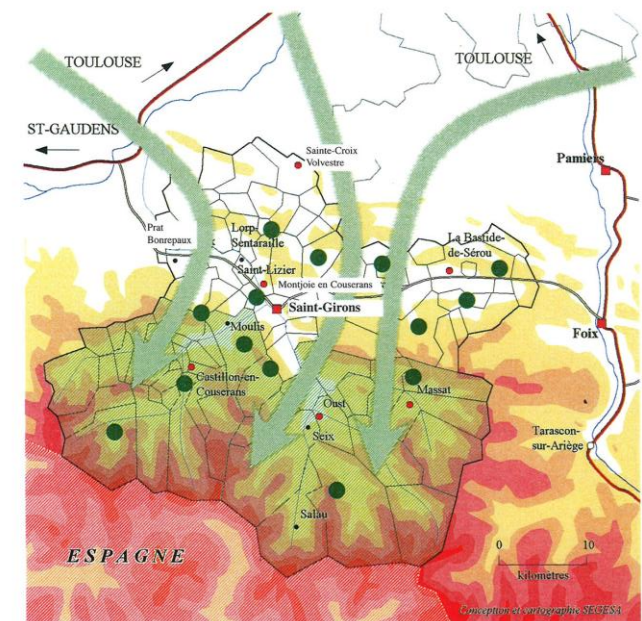 TOULOUSE
TOULOUSE
ST-GAUDENS
Sainte-Croix
Volvestre
Pamiers
Prat
Bonrepaux
Lorp-
Sentaraille
La Bastide-
de-Sérou
Saint-Lizier
Montjoie en Couserans
Saint-Girons
Moulis
Foix
Castillon-en-
Couserans
Massat
Oust
Seix
Tarascon-
sur-Ariège
Salau
ESPAGNE
0 10
kilomètres
Conception et cartographie SEGESA